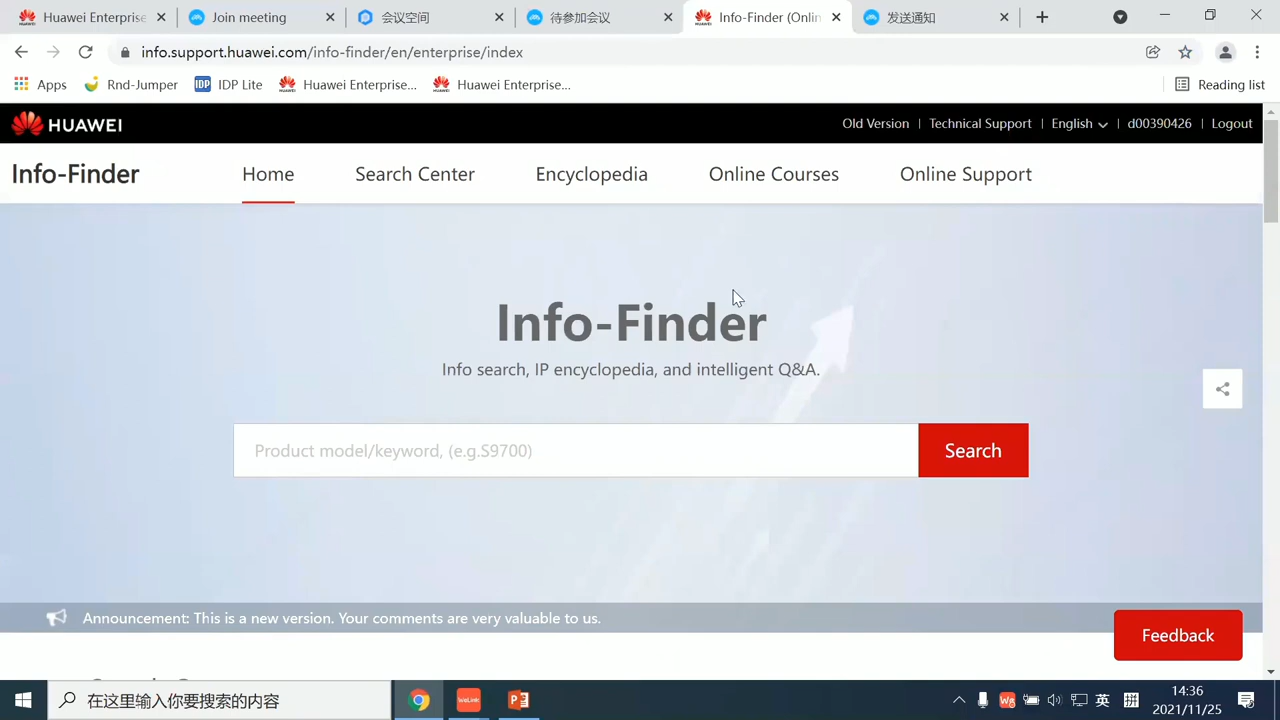 Huawei Enterprise
Join meeting
会议空间
待参加会议
Info-Finder (Onlin
发送通知
info.support.huawei.com/info-finder/en/enterprise/index
Apps
Rnd-Jumper
IDP IDP Lite
Huawei Enterprise...
Huawei Enterprise...
Reading list
HUAWEI
Old Version | Technical Support | English | d00390426 | Logout
Info-Finder
Home
Search Center
Encyclopedia
Online Courses
Online Support
Info-Finder
Info search, IP encyclopedia, and intelligent Q&A.
Product model/keyword, (e.g.S9700)
Search
Announcement: This is a new version. Your comments are very valuable to us.
Feedback
在这里输入你要搜索的内容
英
拼
14:36
2021/11/25